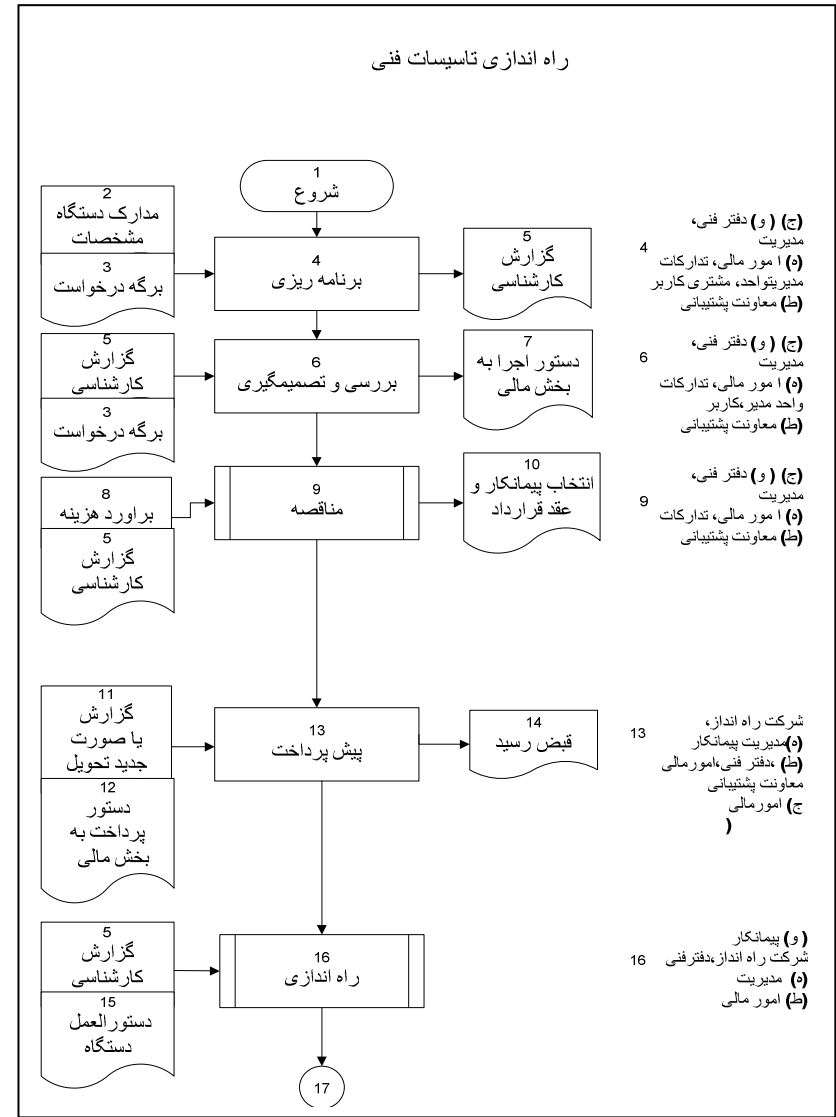 راه اندازی تاسیسات فنی
1
شروع
2
مدارک دستگاه
مشخصات
3
برگه درخواست
4
برنامه ریزی
5
گزارش
کارشناسی
(ج) ( و) دفتر فنی،
مدیریت
4
(ه) ا مور مالی، تدارکات
مدیریتواحد، مشتری کاربر
(ط) معاونت پشتیبانی
5
گزارش
کارشناسی
3
برگه درخواست
6
بررسی و تصمیمگیری
7
دستور اجرا به
بخش مالی
(ج) ( و) دفتر فنی،
مدیریت
6
(ه) ا مور مالی، تدارکات
واحد مدیر،کاربر
(ط) معاونت پشتیبانی
8
براورد هزینه
5
گزارش
کارشناسی
9
مناقصه
10
انتخاب پیمانکار و
عقد قرارداد
(ج) ( و) دفتر فنی،
مدیریت
9
(ه) ا مور مالی، تدارکات
(ط) معاونت پشتیبانی
11
گزارش
یا صورت
جدید تحویل
12
دستور
پرداخت به
بخش مالی
13
پیش پرداخت
14
قبض رسید
شرکت راه انداز،
13
(ه)مدیریت پیمانکار
(ط) ،دفتر فنی،امورمالی
معاونت پشتیبانی
ج) امورمالی
(
5
گزارش
کارشناسی
15
دستورالعمل
دستگاه
16
راه اندازی
( و) پیمانکار
شرکت راه انداز،دفترفنی
16
(ه) مدیریت
(ط) امور مالی
17